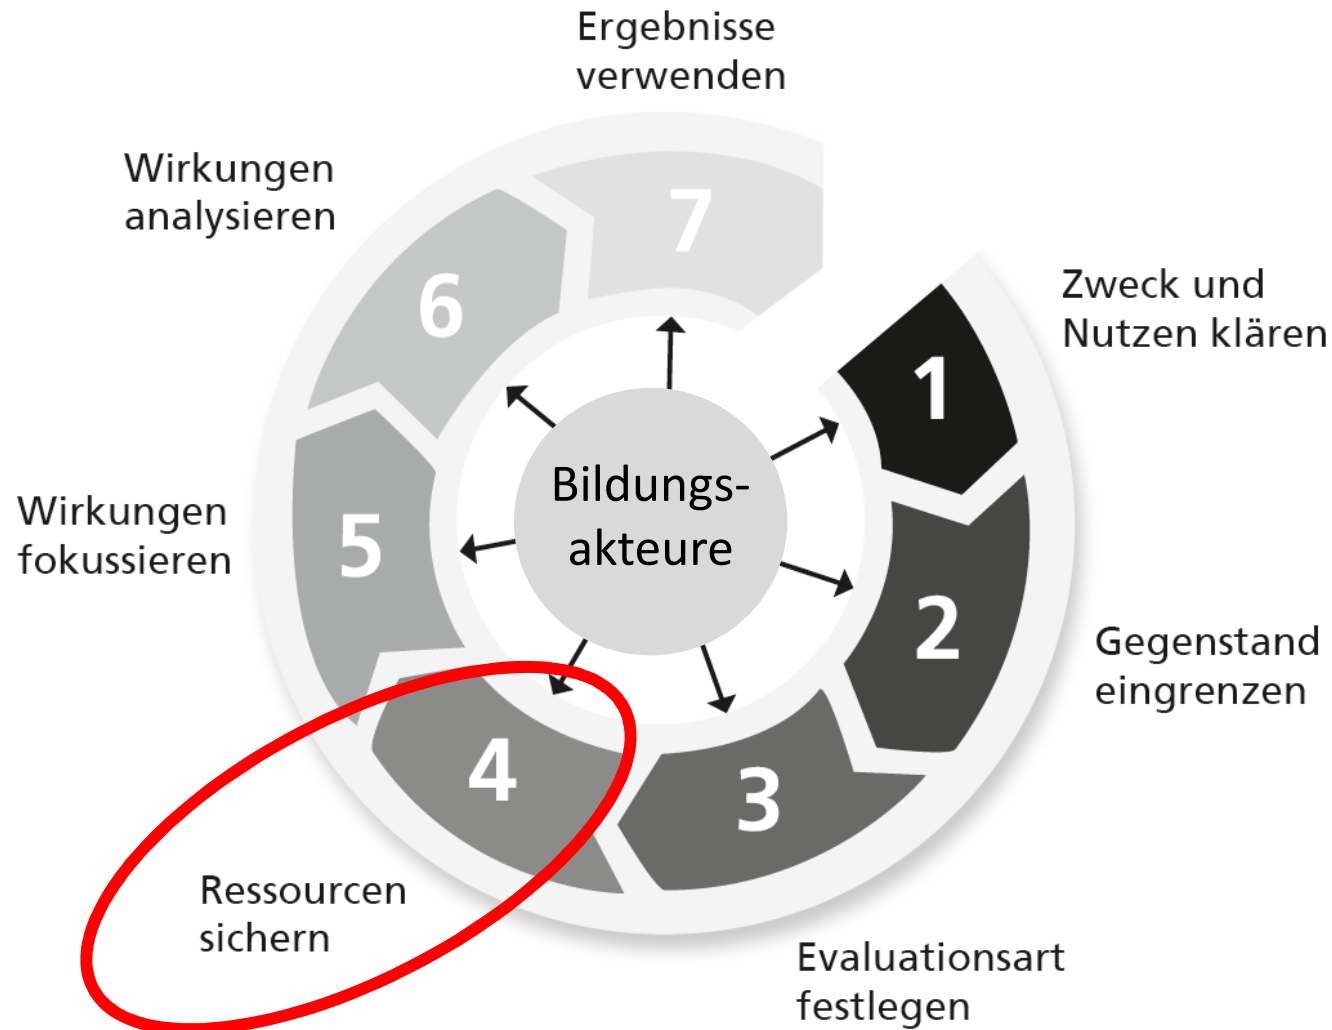 Ergebnisse
verwenden
Wirkungen
analysieren
7
6
Zweck und
Nutzen klären
1
Bildungs-
akteure
Wirkungen
fokussieren
5
2
Gegenstand
eingrenzen
4
3
Ressourcen
sichern
Evaluationsart
festlegen